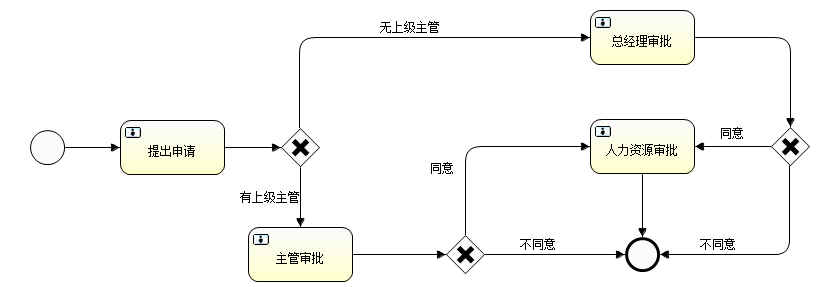 无上级主管
总经理审批
提出申请
同意
人力资源审批
同意
有上级主管
主管审批
不同意
不同意